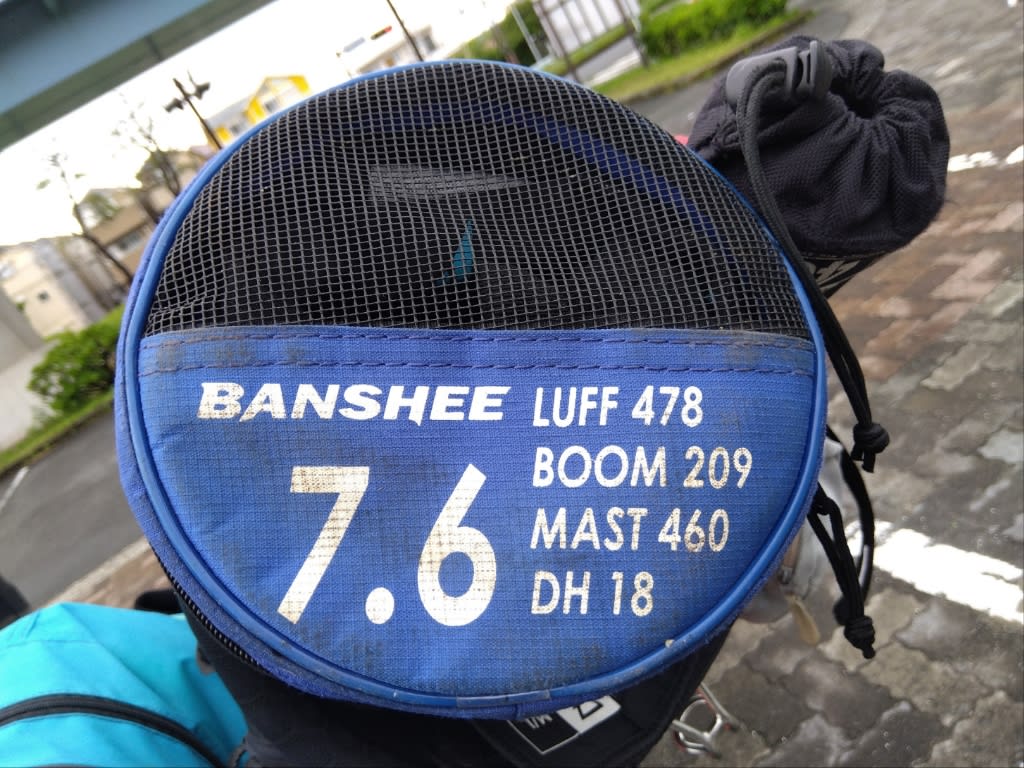 BANSHEE
7.6
LUFF 478
BOOM 209
MAST 460
DH 18